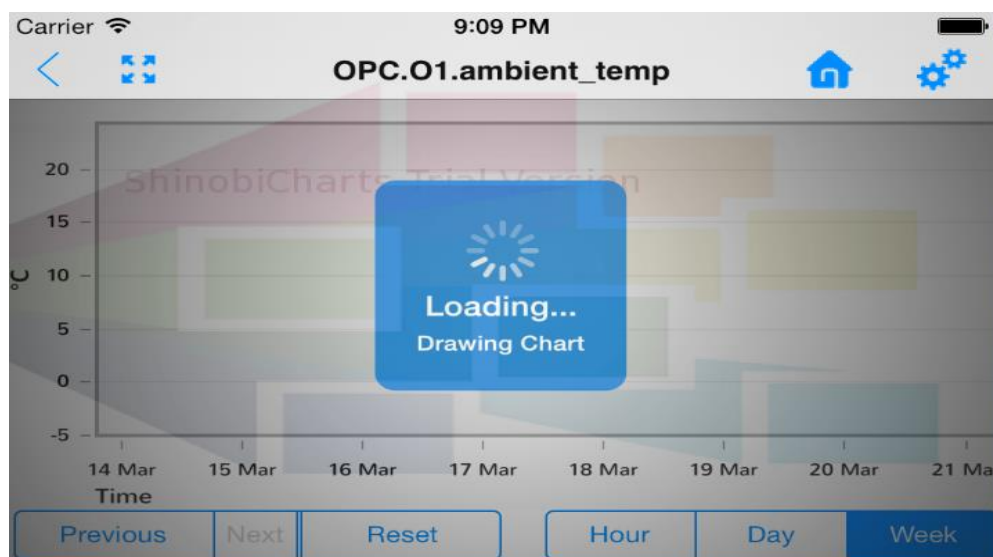 Carrier 9:09 PM
OPC.O1.ambient_temp
ShinobiCharts Trial Version
20
15
10
5
0
-5
°C
14 Mar 15 Mar 16 Mar 17 Mar 18 Mar 19 Mar 20 Mar 21 Ma
Time
Loading...
Drawing Chart
Previous Next Reset Hour Day Week